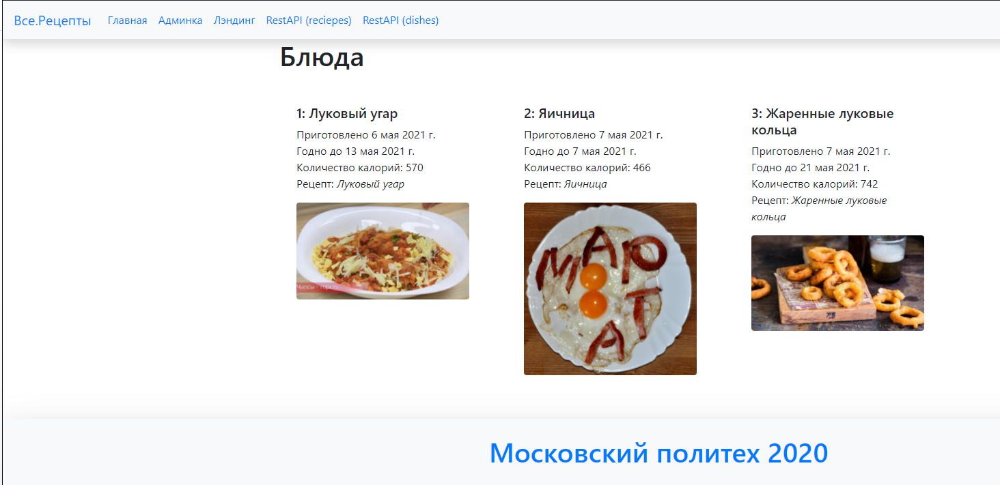 Все.Рецепты Главная Админка Лэндинг RestAPI (reciepes) RestAPI (dishes)
Блюда
1: Луковый угар
Приготовлено 6 мая 2021 г.
Годно до 13 мая 2021 г.
Количество калорий: 570
Рецепт: Луковый угар
Чипсы - горсть
2: Яичница
Приготовлено 7 мая 2021 г.
Годно до 7 мая 2021 г.
Количество калорий: 466
Рецепт: Яичница
МАЮ
АТ
3: Жаренные луковые
кольца
Приготовлено 7 мая 2021 г.
Годно до 21 мая 2021 г.
Количество калорий: 742
Рецепт: Жаренные луковые
кольца
Московский политех 2020